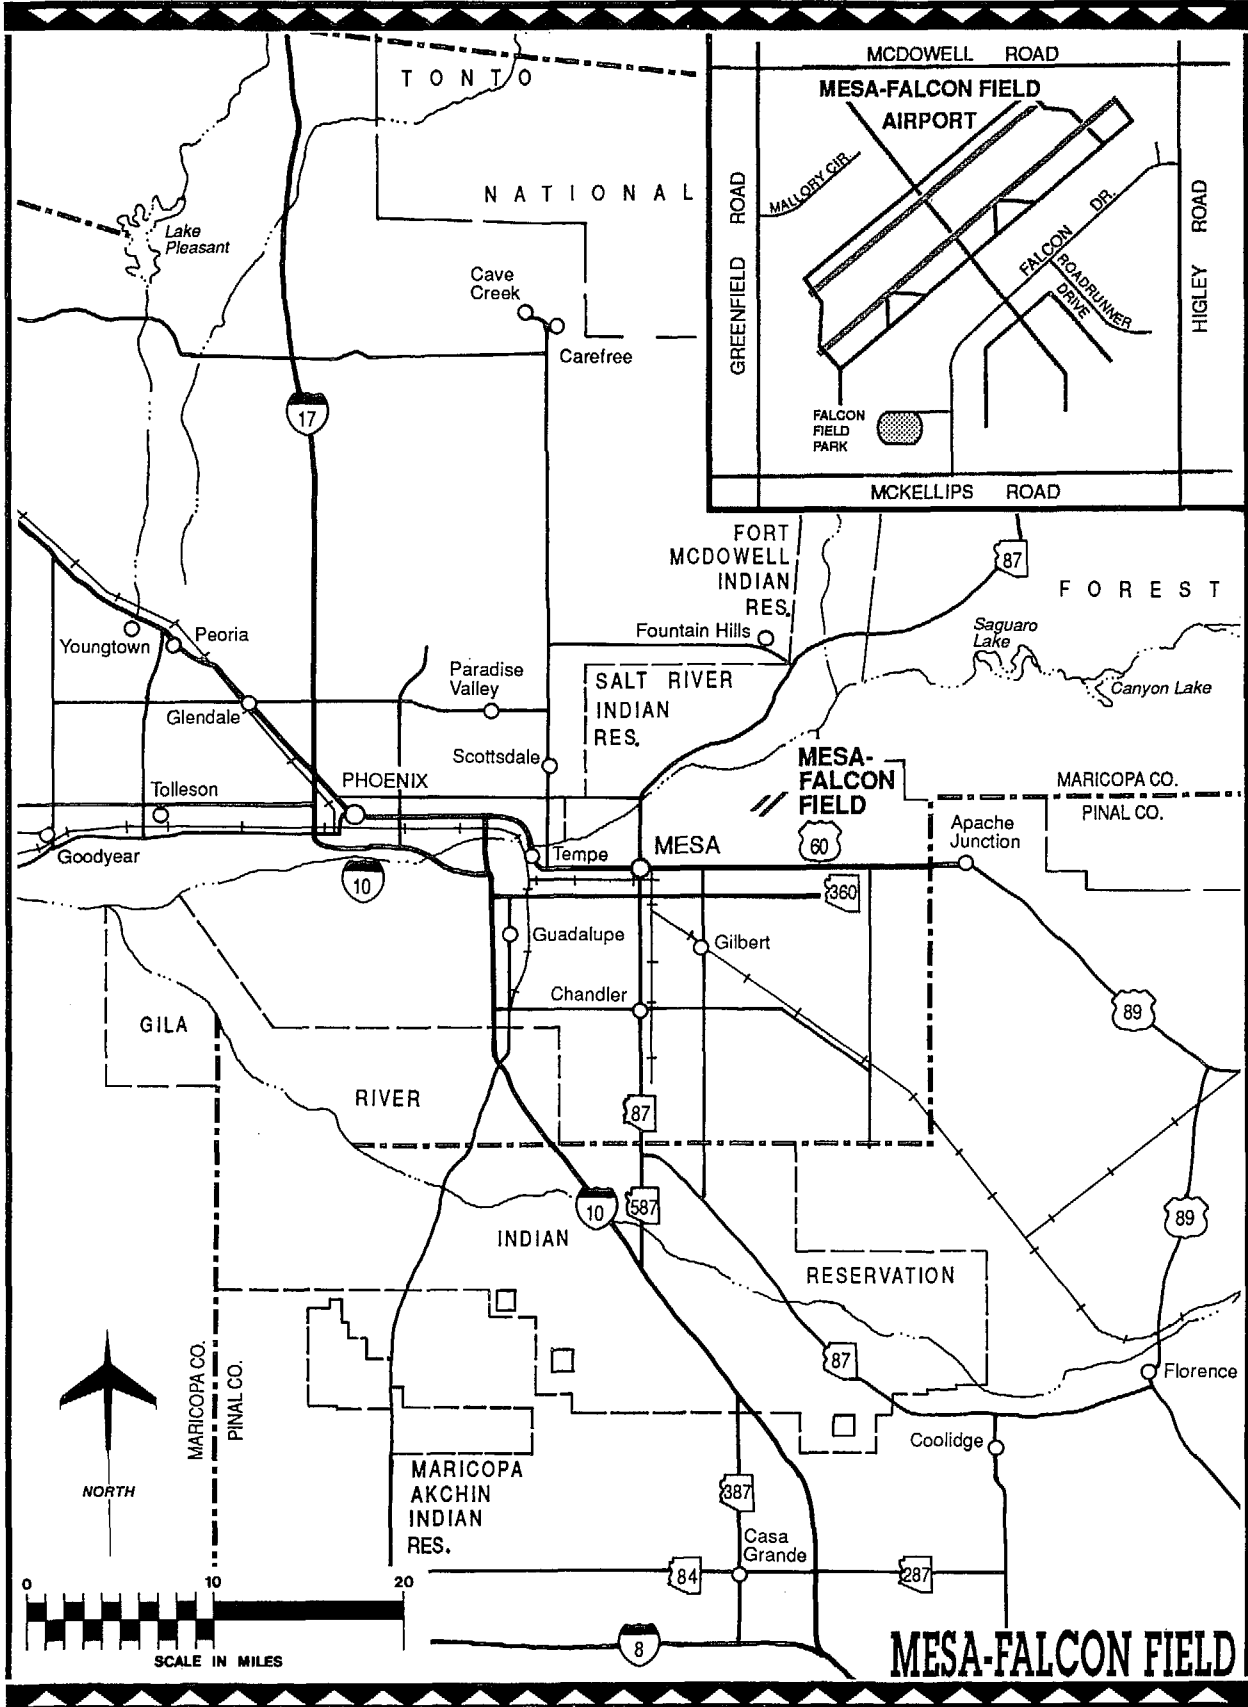 TONTO
NATIONAL
Lake
Pleasant
Cave
Creek
Carefree
17
MCDOWELL ROAD
MESA-FALCON FIELD
AIRPORT
MALLORY CIR.
GREENFIELD ROAD
FALCON DR.
ROADRUNNER
DRIVE
HIGLEY ROAD
FALCON
FIELD
PARK
MCKELLIPS ROAD
FORT
MCDOWELL
INDIAN
RES.
87
FOREST
Saguaro
Lake
Canyon Lake
Fountain Hills
Youngtown
Peoria
Paradise
Valley
SALT RIVER
INDIAN
RES.
Glendale
Scottsdale
MESA-
FALCON
FIELD
PHOENIX
Tolleson
MARICOPA CO.
PINAL CO.
Apache
Junction
Goodyear
Tempe
MESA
60
10
360
Guadalupe
Gilbert
Chandler
89
GILA
RIVER
87
10
587
89
INDIAN
RESERVATION
87
Florence
MARICOPA CO.
PINAL CO.
NORTH
Coolidge
MARICOPA
AKCHIN
INDIAN
RES.
387
Casa
Grande
84
287
8
0 10 20
SCALE IN MILES
MESA-FALCON FIELD